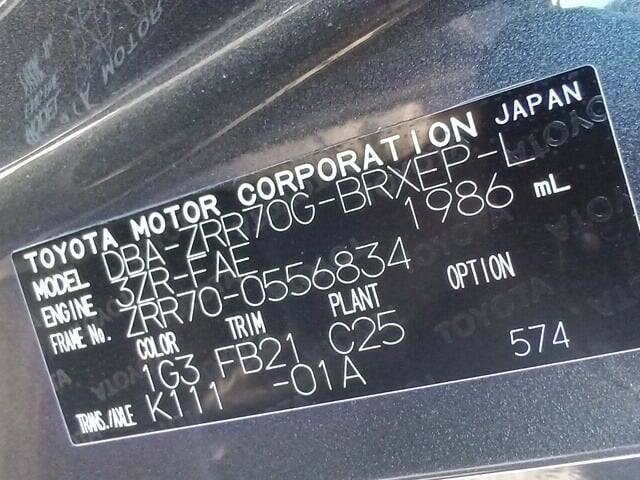 TOYOTA MOTOR CORPORATION JAPAN
MODEL DBA-ZRR70G-BRXEP-L
ENGINE 3ZR-FAE 1986 mL
FRAME No. ZRR70-0556834
COLOR TRIM PLANT OPTION
1G3 FB21 C25 574
TRANS./AXLE K111 -01A